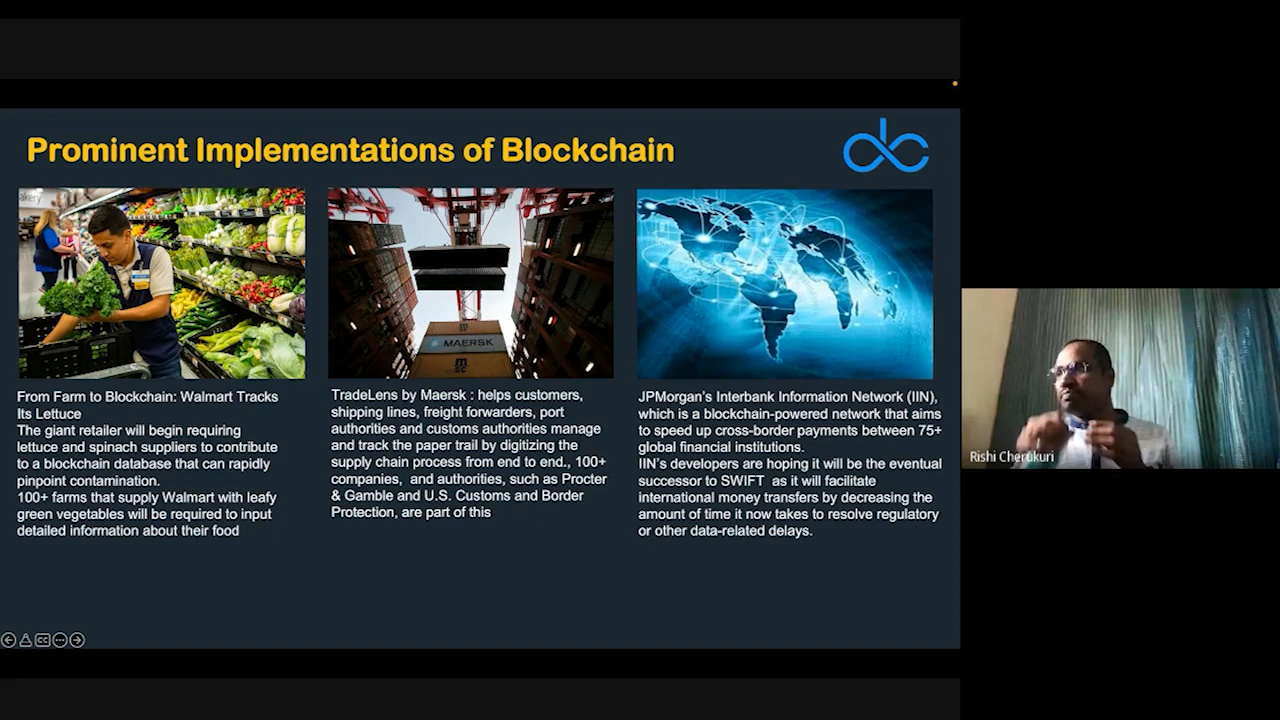 Prominent Implementations of Blockchain
MAERSK
From Farm to Blockchain: Walmart Tracks
Its Lettuce
The giant retailer will begin requiring
lettuce and spinach suppliers to contribute
to a blockchain database that can rapidly
pinpoint contamination.
100+ farms that supply Walmart with leafy
green vegetables will be required to input
detailed information about their food
TradeLens by Maersk : helps customers,
shipping lines, freight forwarders, port
authorities and customs authorities manage
and track the paper trail by digitizing the
supply chain process from end to end., 100+
companies,  and authorities, such as Procter
& Gamble and U.S. Customs and Border
Protection, are part of this
JPMorgan's Interbank Information Network (IIN),
which is a blockchain-powered network that aims
to speed up cross-border payments between 75+
global financial institutions.
IIN's developers are hoping it will be the eventual
successor to SWIFT  as it will facilitate
international money transfers by decreasing the
amount of time it now takes to resolve regulatory
or other data-related delays.
Rishi Cherukuri